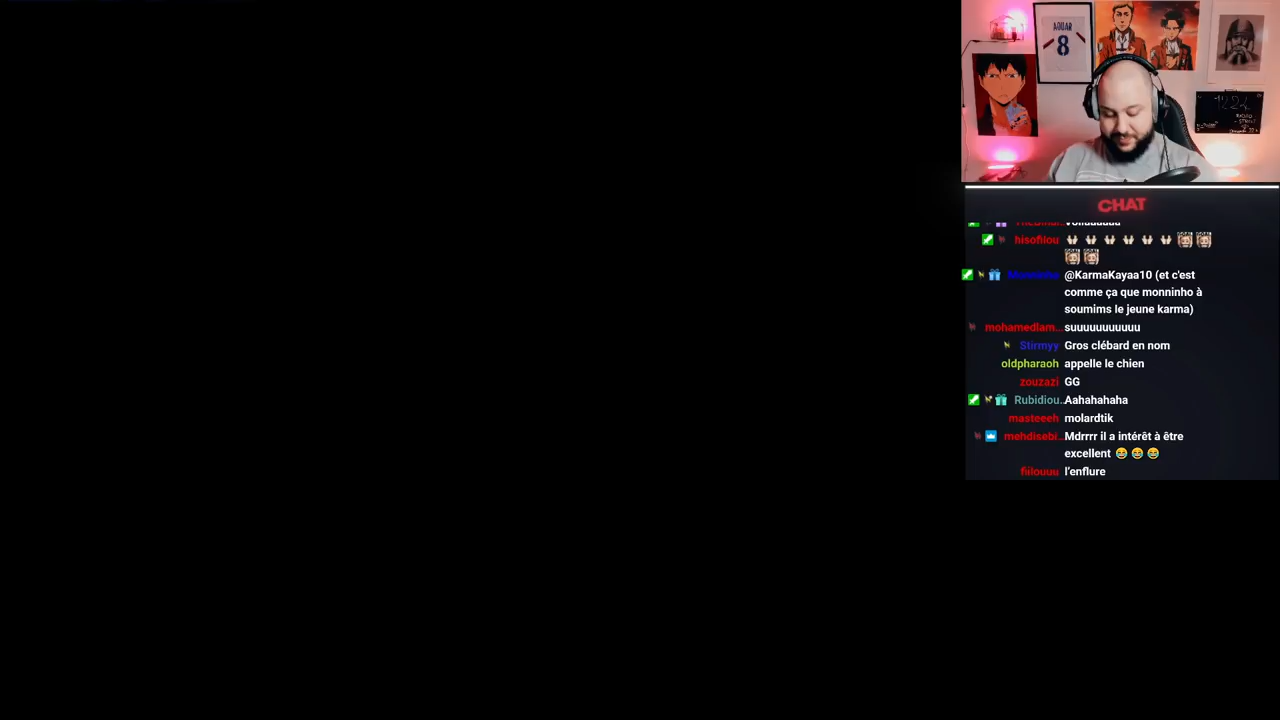 AOUAR
8
CHAT
hisofilou
@KarmaKayaa10 (et c'est
comme ça que monninho à
soumims le jeune karma)
mohamedlam... suuuuuuuuuuu
Stirmyy Gros clébard en nom
oldpharaoh appelle le chien
zouzazi GG
Rubidiou.. Aahahahaha
masteeeh molardtik
mehdisebi... Mdrrrr il a intérêt à être
excellent 😂 😂 😂
fiilouuu l'enflure